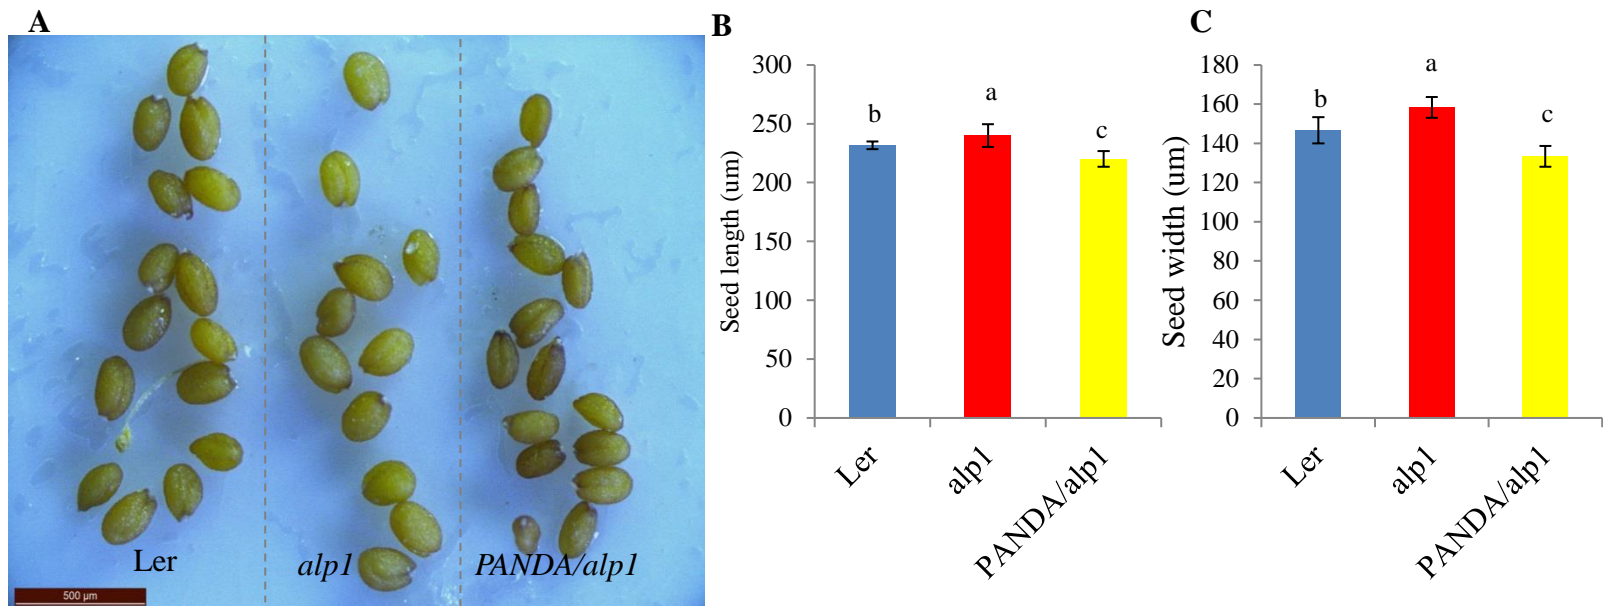 A
Ler
alp1
PANDA/alp1
500 µm
B
Seed length (um)
300
250
200
150
100
50
0
b
a
c
Ler
alp1
PANDA/alp1
C
Seed width (um)
180
160
140
120
100
80
60
40
20
0
b
a
c
Ler
alp1
PANDA/alp1